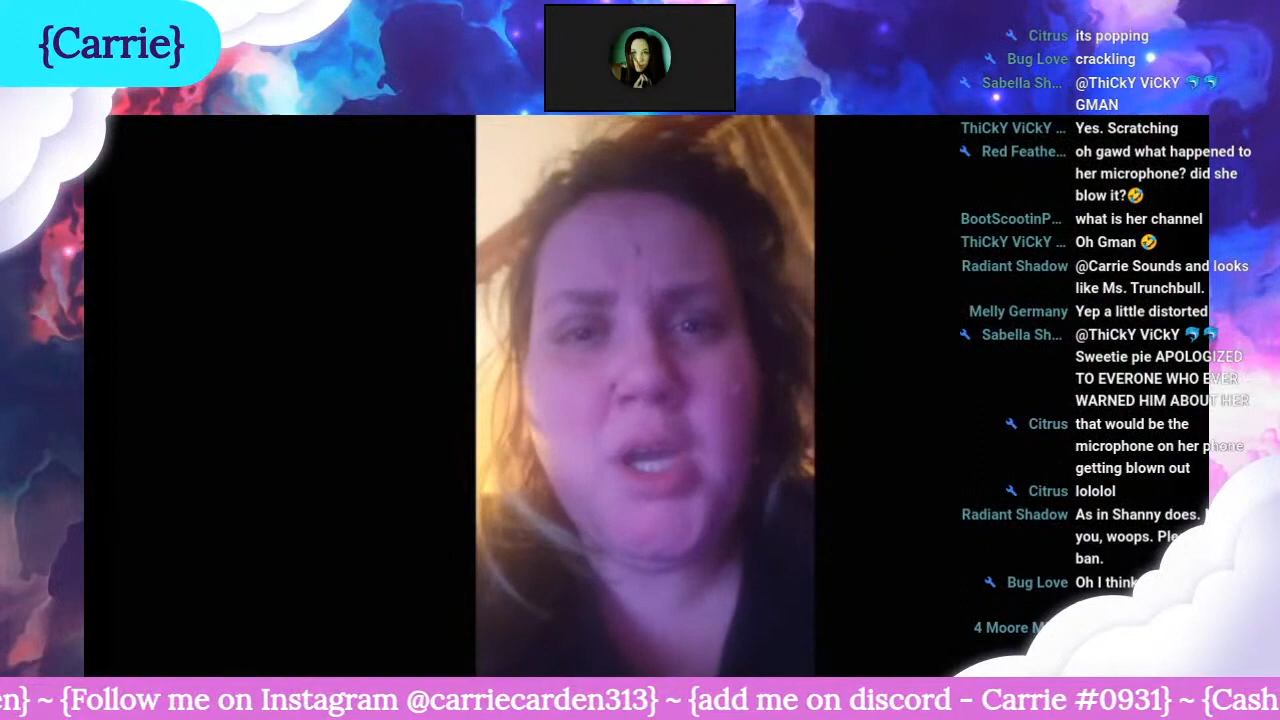 {Carrie}
Citrus its popping
Bug Love crackling
Sabella Sh... @ThiCkY ViCkY 🐬🐬
GMAN
ThiCkY ViCkY ... Yes. Scratching
Red Feathe... oh gawd what happened to
her microphone? did she
blow it?🤣
BootScootinP... what is her channel
ThiCkY ViCkY ... Oh Gman 🤣
Radiant Shadow @Carrie Sounds and looks
like Ms. Trunchbull.
Melly Germany Yep a little distorted
Sabella Sh... @ThiCkY ViCkY 🐬🐬
Sweetie pie APOLOGIZED
TO EVERONE WHO EVER
WARNED HIM ABOUT HER
Citrus that would be the
microphone on her phone
getting blown out
Citrus lololol
Radiant Shadow As in Shanny does.
you, woops.
ban.
Bug Love Oh I think
4 Moore
en} ~ {Follow me on Instagram @carriecarden313} ~ {add me on discord - Carrie #0931} ~ {Cash